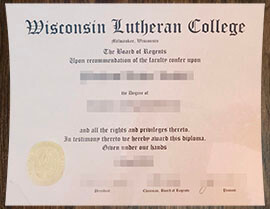 Wisconsin Lutheran College
Milwaukee, Wisconsin
The Board of Regents
Upon recommendation of the faculty confer upon
the Degree of
and all the rights and privileges thereto.
In testimony thereto we hereby award this diploma.
Given under our hands
President Chairman, Board of Regents